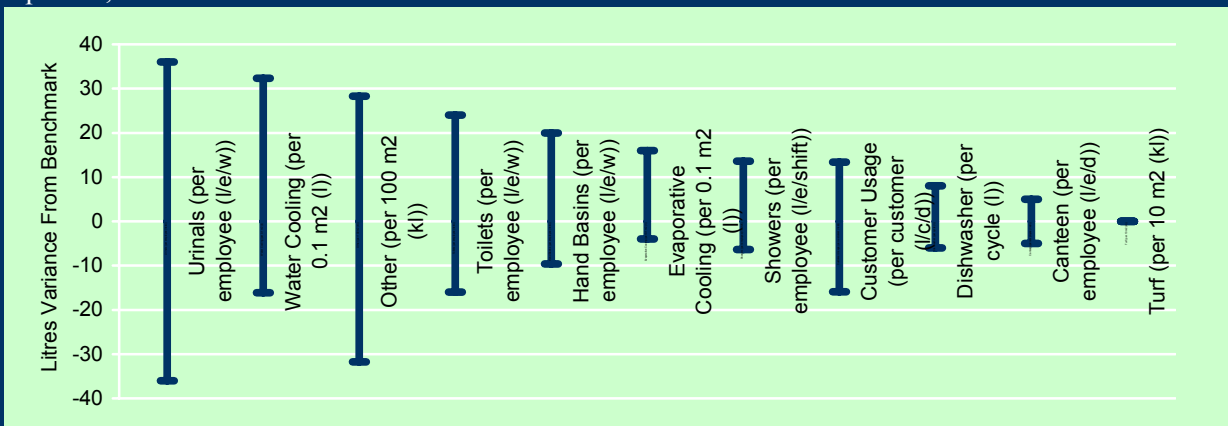 40
30
20
10
0
-10
-20
-30
-40
Litres Variance From Benchmark
Urinals (per
employee (l/e/w))
Water Cooling (per
0.1 m2 (l))
Other (per 100 m2
(kl))
Toilets (per
employee (l/e/w))
Hand Basins (per
employee (l/e/w))
Evaporative
Cooling (per 0.1 m2
(l))
Showers (per
employee (l/e/shift))
Customer Usage
(per customer
(l/c/d))
Dishwasher (per
cycle (l))
Canteen (per
employee (l/e/d))
Turf (per 10 m2 (kl))